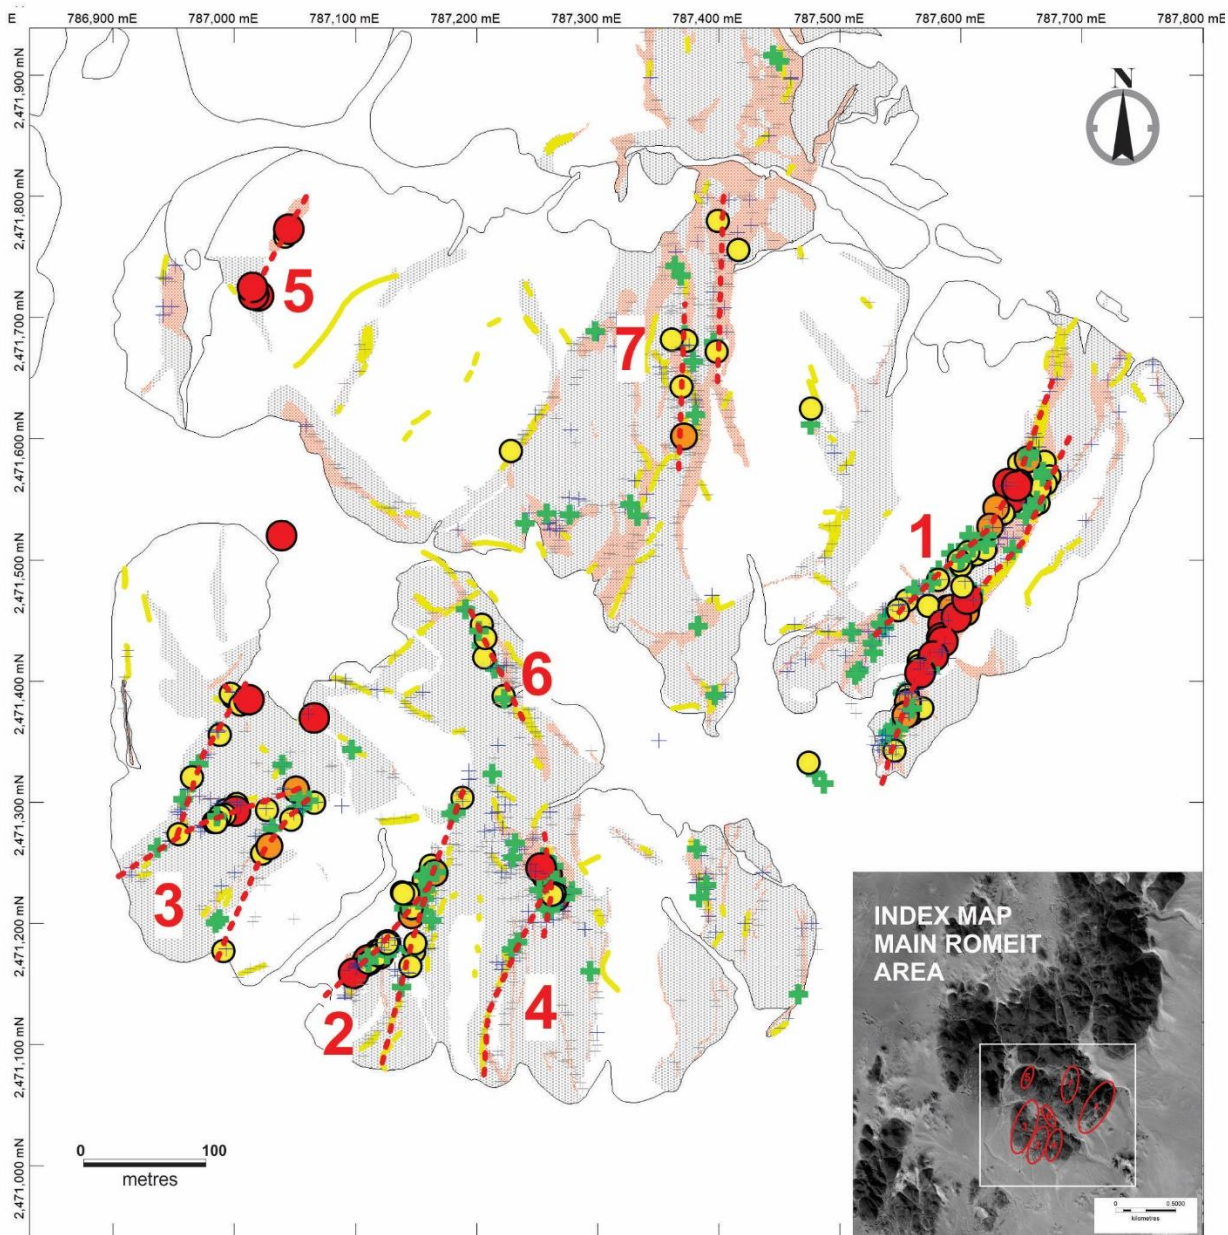 786,900 mE 787,000 mE 787,100 mE 787,200 mE 787,300 mE 787,400 mE 787,500 mE 787,600 mE 787,700 mE 787,800 mE
E
2,471,900 mN
N
2,471,800 mN
5
2,471,700 mN
7
2,471,600 mN
1
2,471,500 mN
6
2,471,400 mN
2,471,300 mN
3
2,471,200 mN
4
2
2,471,100 mN
2,471,000 mN
0 100
metres
INDEX MAP
MAIN ROMEIT
AREA
0 0.5000
kilometres